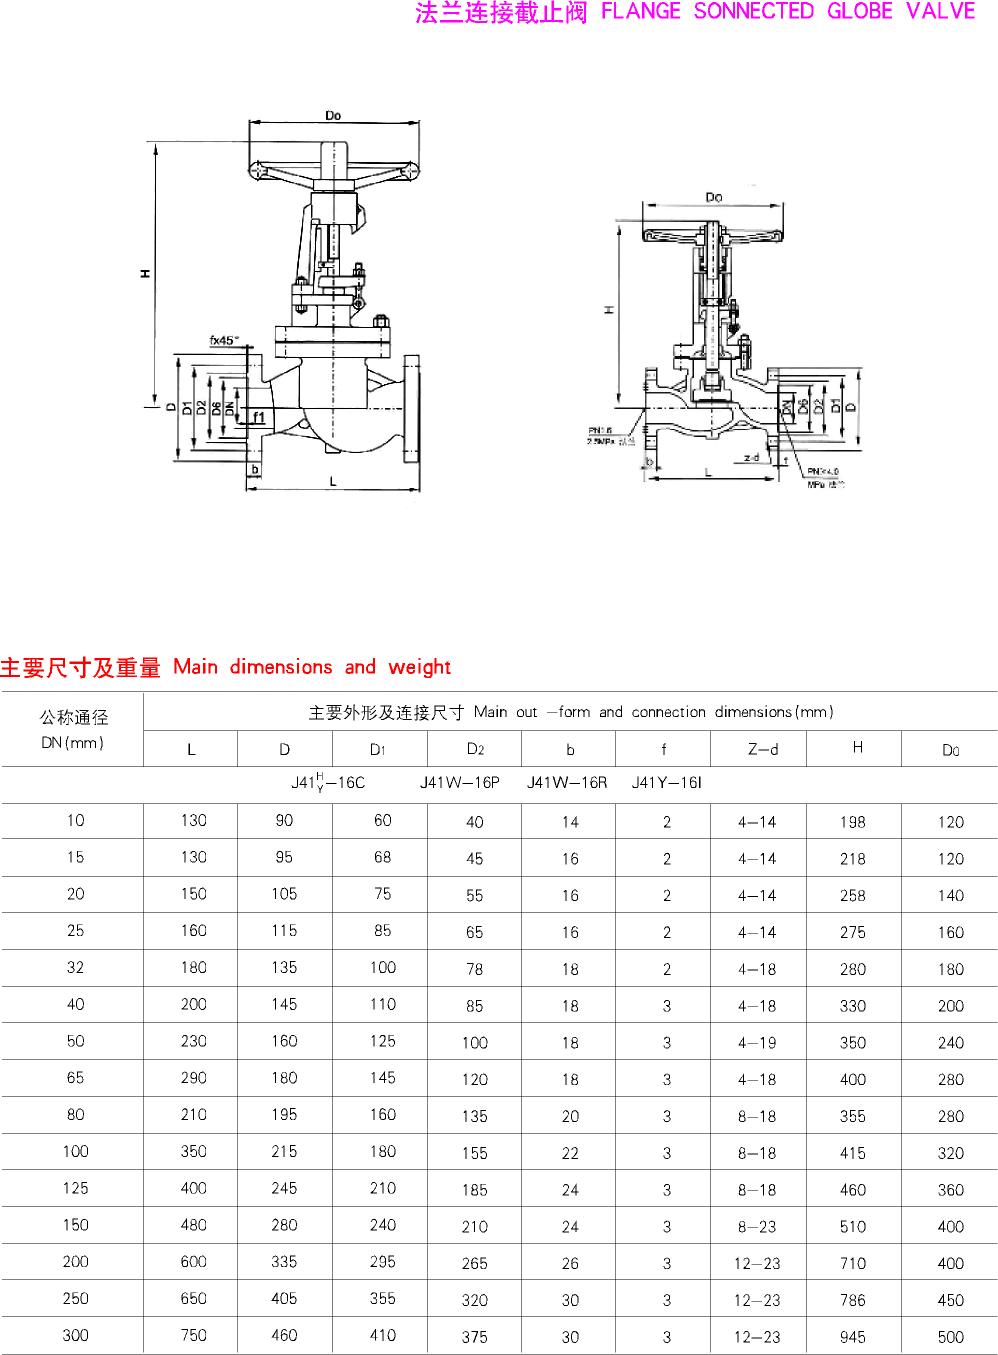 法兰连接截止阀 FLANGE SONNECTED GLOBE VALVE
Do
H
fx45°
D D1 D2 D6 DN
f1
b
L
Do
H
DN D6 D2 D1 D
PN1.6
2.5MPa 法兰
z-d
b
L
f
PN≥4.0
MPa 法兰
主要尺寸及重量 Main dimensions and weight
公称通径
DN(mm)
主要外形及连接尺寸 Main out -form and connection dimensions(mm)
L D D1 D2 b f Z-d H D0
J41H/Y-16C J41W-16P J41W-16R J41Y-16I
10 130 90 60 40 14 2 4-14 198 120
15 130 95 68 45 16 2 4-14 218 120
20 150 105 75 55 16 2 4-14 258 140
25 160 115 85 65 16 2 4-14 275 160
32 180 135 100 78 18 2 4-18 280 180
40 200 145 110 85 18 3 4-18 330 200
50 230 160 125 100 18 3 4-19 350 240
65 290 180 145 120 18 3 4-18 400 280
80 210 195 160 135 20 3 8-18 355 280
100 350 215 180 155 22 3 8-18 415 320
125 400 245 210 185 24 3 8-18 460 360
150 480 280 240 210 24 3 8-23 510 400
200 600 335 295 265 26 3 12-23 710 400
250 650 405 355 320 30 3 12-23 786 450
300 750 460 410 375 30 3 12-23 945 500